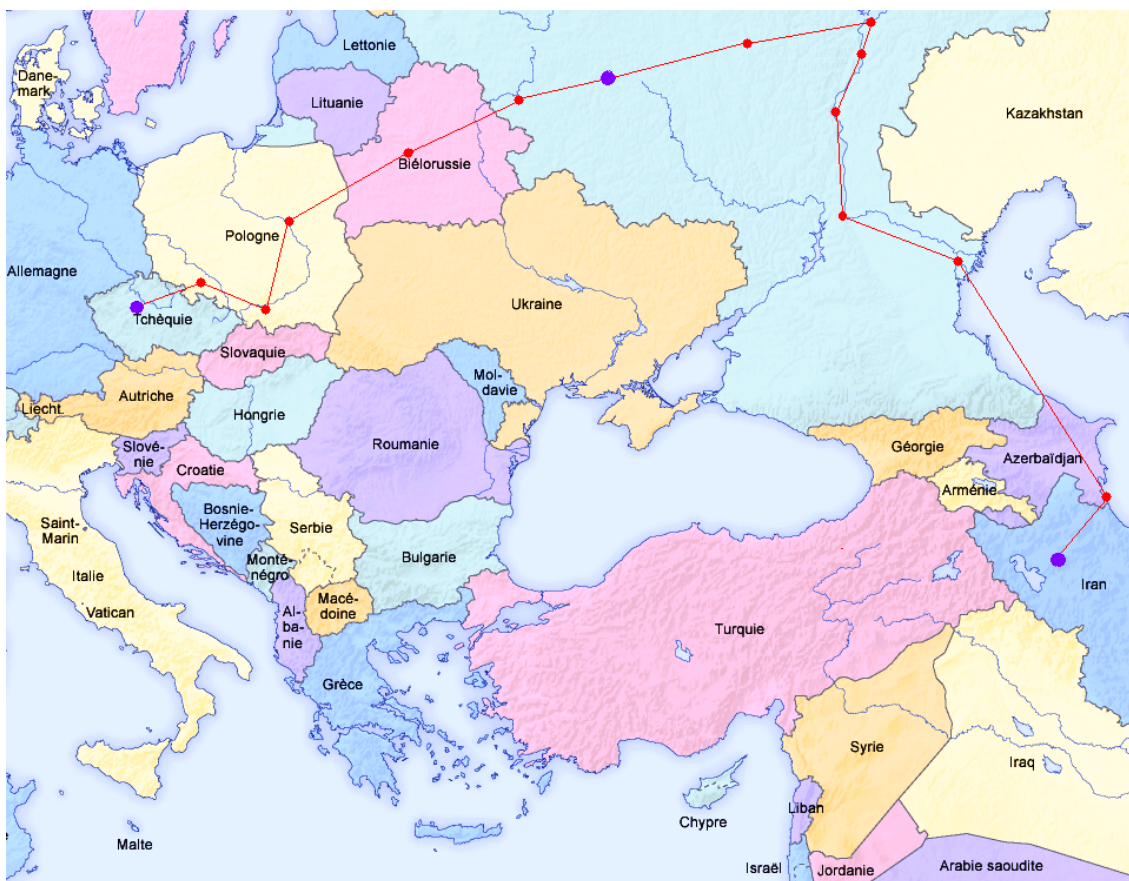 Lettonie
Dane-
mark
Lituanie
Kazakhstan
Biélorussie
Pologne
Allemagne
Ukraine
Tchèquie
Slovaquie
Mol-
davie
Autriche
Liecht.
Hongrie
Roumanie
Géorgie
Slové-
nie
Azerbaïdjan
Croatie
Arménie
Bosnie-
Herzégo-
vine
Serbie
Saint-
Marin
Bulgarie
Monté-
négro
Italie
Iran
Macé-
doine
Vatican
Al-
ba-
nie
Turquie
Grèce
Syrie
Iraq
Liban
Chypre
Malte
Israël
Jordanie
Arabie saoudite